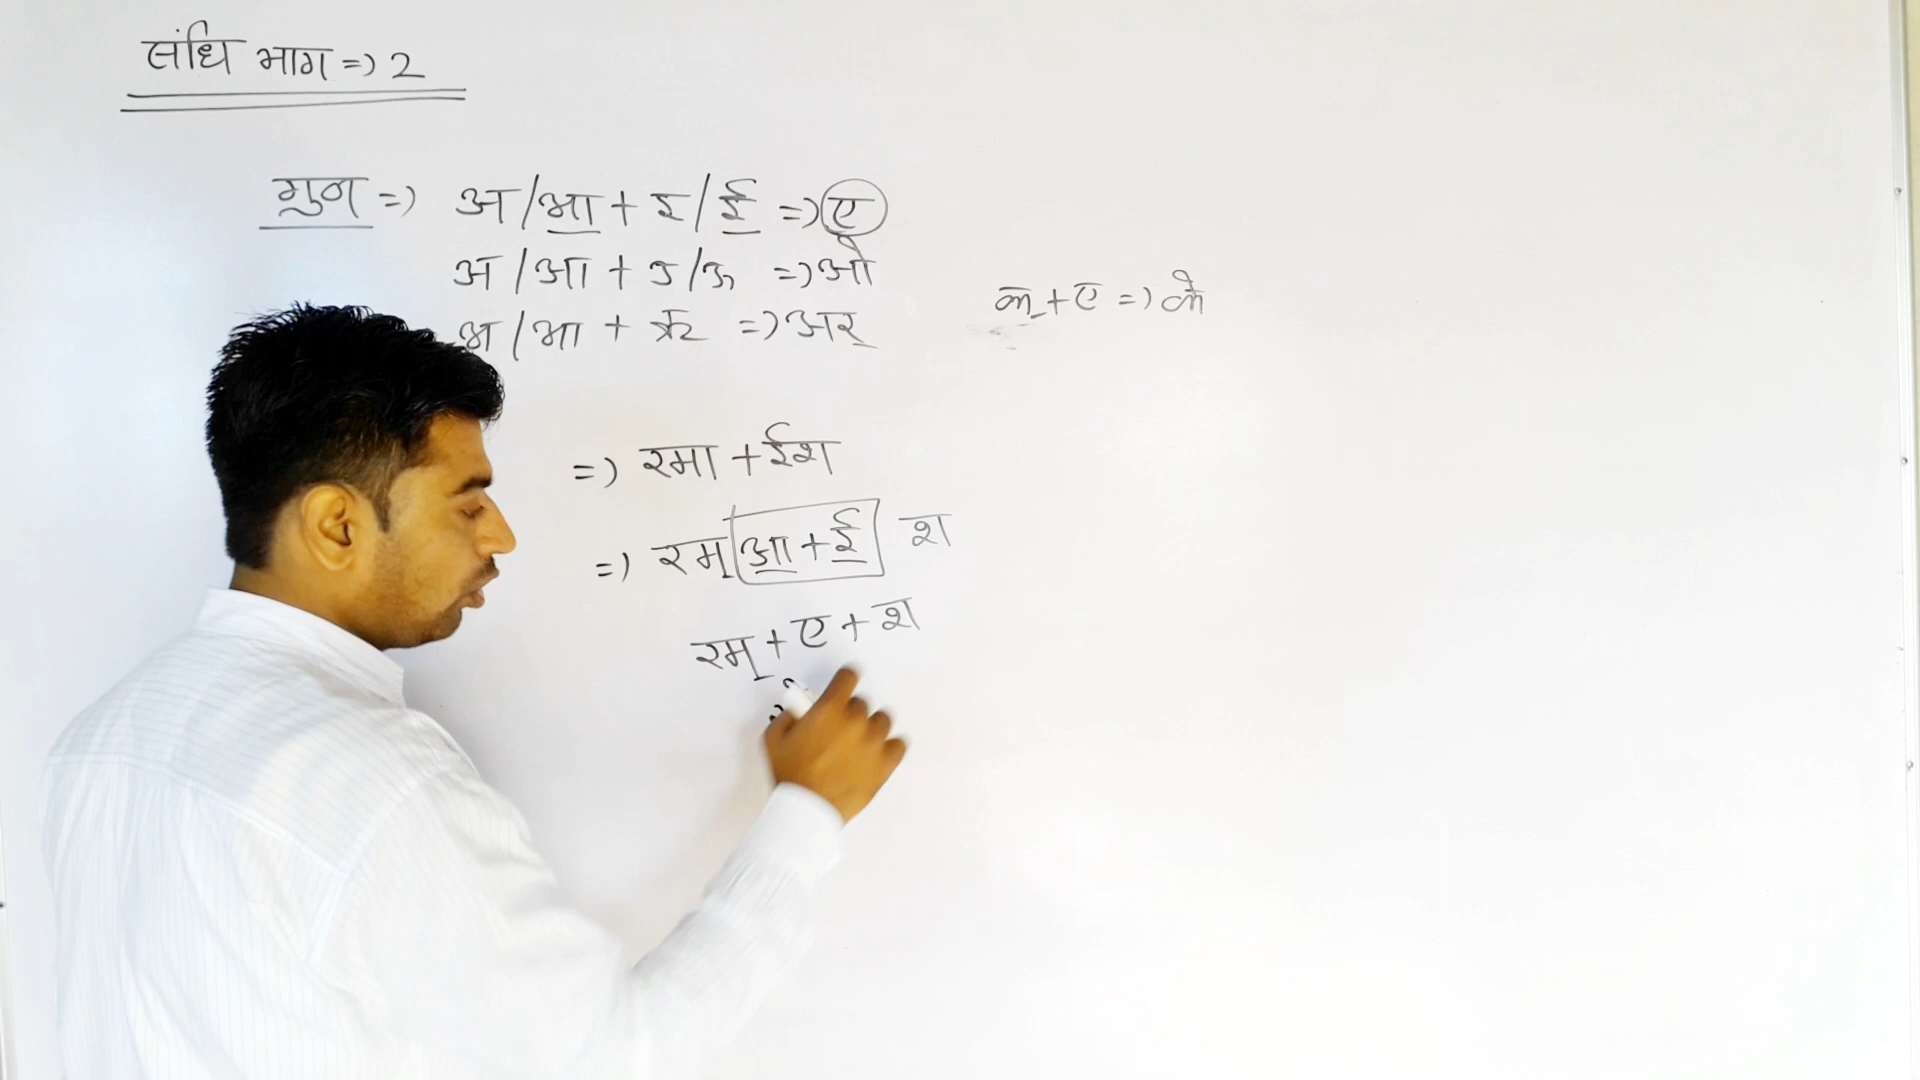 संधि भाग => 2
गुन => अ/आ + इ/ई => ए
अ/आ + उ/ऊ => ओ
अ/आ + ऋ => अर्
क् + ए => के
=> रमा + ईश
=> रम् आ + ई श
रम् + ए + श